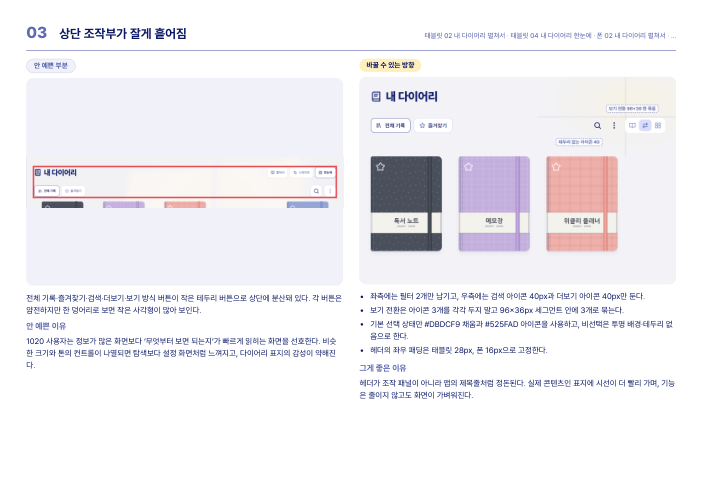 03 상단 조작부가 잘게 흩어짐
태블릿 02 내 다이어리 펼쳐서 · 태블릿 04 내 다이어리 한눈에 · 폰 02 내 다이어리 펼쳐서 · ...
안 예쁜 부분
내 다이어리
전체 기록
즐겨찾기
전체 기록·즐겨찾기·검색·더보기·보기 방식 버튼이 작은 테두리 버튼으로 상단에 분산돼 있다. 각 버튼은
얌전하지만 한 덩어리로 보면 작은 사각형이 많아 보인다.
안 예쁜 이유
1020 사용자는 정보가 많은 화면보다 '무엇부터 보면 되는지'가 빠르게 읽히는 화면을 선호한다. 비슷
한 크기와 톤의 컨트롤이 나열되면 탐색보다 설정 화면처럼 느껴지고, 다이어리 표지의 감성이 약해진
다.
바꿀 수 있는 방향
내 다이어리
보기 전환 96×36 한 묶음
전체 기록
즐겨찾기
테두리 없는 아이콘 40
독서 노트
메모장
위클리 플래너
• 좌측에는 필터 2개만 남기고, 우측에는 검색 아이콘 40px과 더보기 아이콘 40px만 둔다.
• 보기 전환은 아이콘 3개를 각각 두지 말고 96×36px 세그먼트 안에 3개로 묶는다.
• 기본 선택 상태만 #DBDCF9 채움과 #525FAD 아이콘을 사용하고, 비선택은 투명 배경·테두리 없
음으로 한다.
• 헤더의 좌우 패딩은 태블릿 28px, 폰 16px으로 고정한다.
그게 좋은 이유
헤더가 조작 패널이 아니라 앱의 제목줄처럼 정돈된다. 실제 콘텐츠인 표지에 시선이 더 빨리 가며, 기능
은 줄이지 않고도 화면이 가벼워진다.